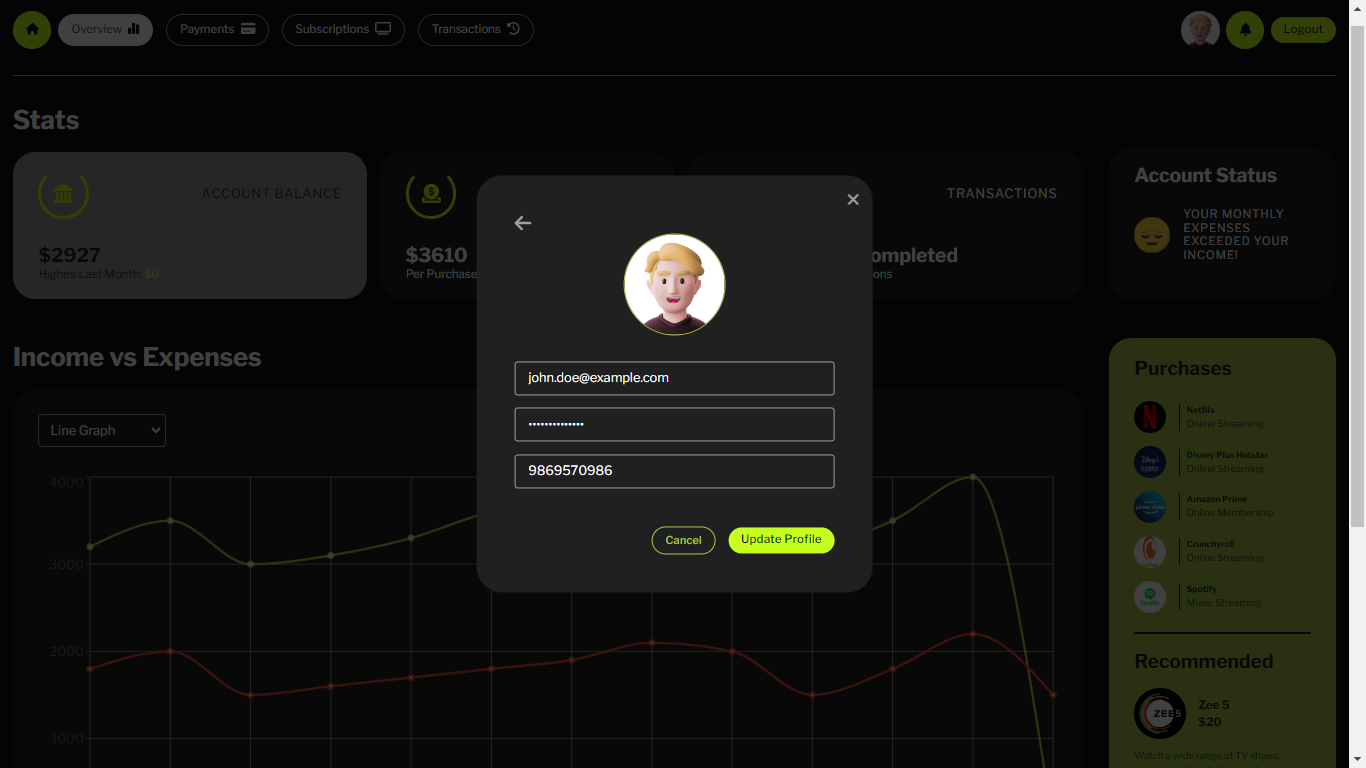 Overview
Payments
Subscriptions
Transactions
Logout
Stats
ACCOUNT BALANCE
$2927
Highes Last Month: $0
$3610
Per Purchase
TRANSACTIONS
ompleted
ons
Account Status
YOUR MONTHLY
EXPENSES
EXCEEDED YOUR
INCOME!
john.doe@example.com
••••••••••••••
9869570986
Cancel
Update Profile
Income vs Expenses
Line Graph
4000
3000
2000
1000
Purchases
Netflix
Online Streaming
Disney Plus Hotstar
Online Streaming
Amazon Prime
Online Membership
Crunchyroll
Online Streaming
Spotify
Music Streaming
Recommended
ZEE5
Zee 5
$20
Watch a wide range of TV shows,